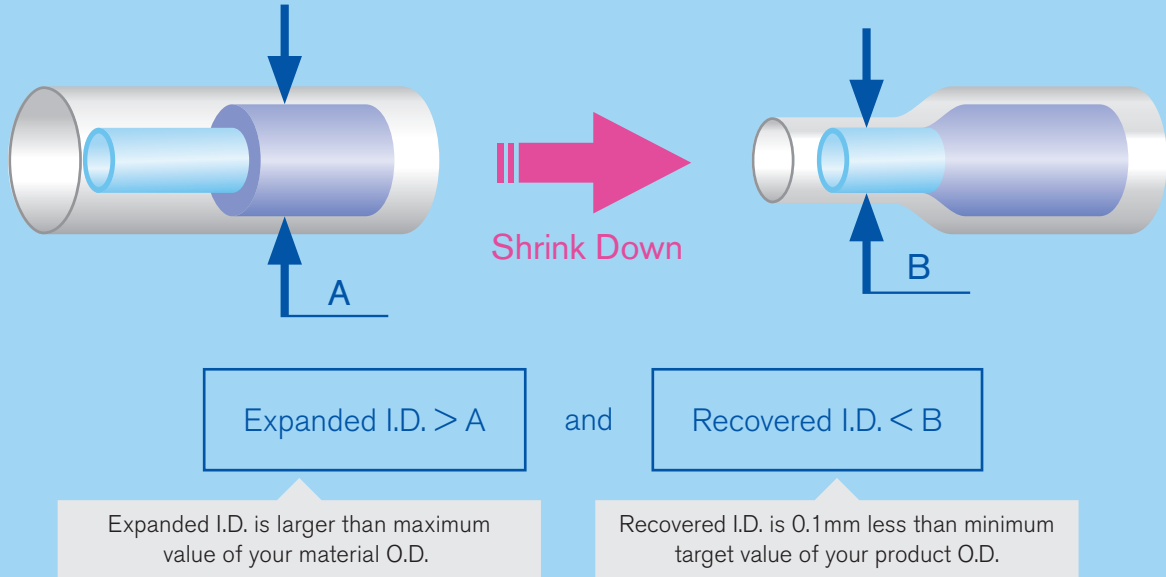 Shrink Down
A
B
Expanded I.D. > A
and
Recovered I.D. < B
Expanded I.D. is larger than maximum
value of your material O.D.
Recovered I.D. is 0.1mm less than minimum
target value of your product O.D.